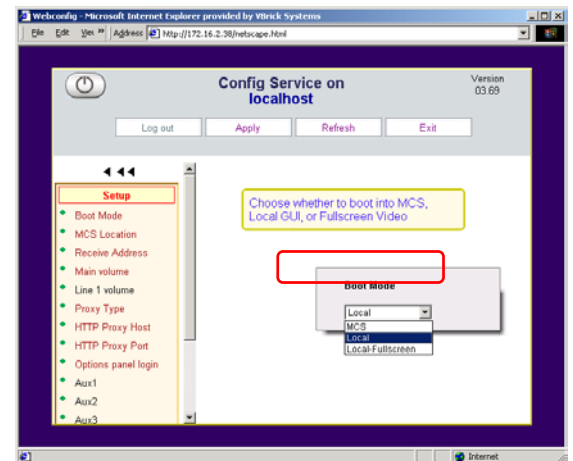 Webconfig - Microsoft Internet Explorer provided by VBrick Systems
File Edit View » Address http://172.16.2.38/netscape.html
Config Service on
localhost
Version
03.69
Log out Apply Refresh Exit
Setup
Boot Mode
MCS Location
Receive Address
Main volume
Line 1 volume
Proxy Type
HTTP Proxy Host
HTTP Proxy Port
Options panel login
Aux1
Aux2
Aux3
Choose whether to boot into MCS,
Local GUI, or Fullscreen Video
Boot Mode
Local
MCS
Local
Local-Fullscreen
Internet